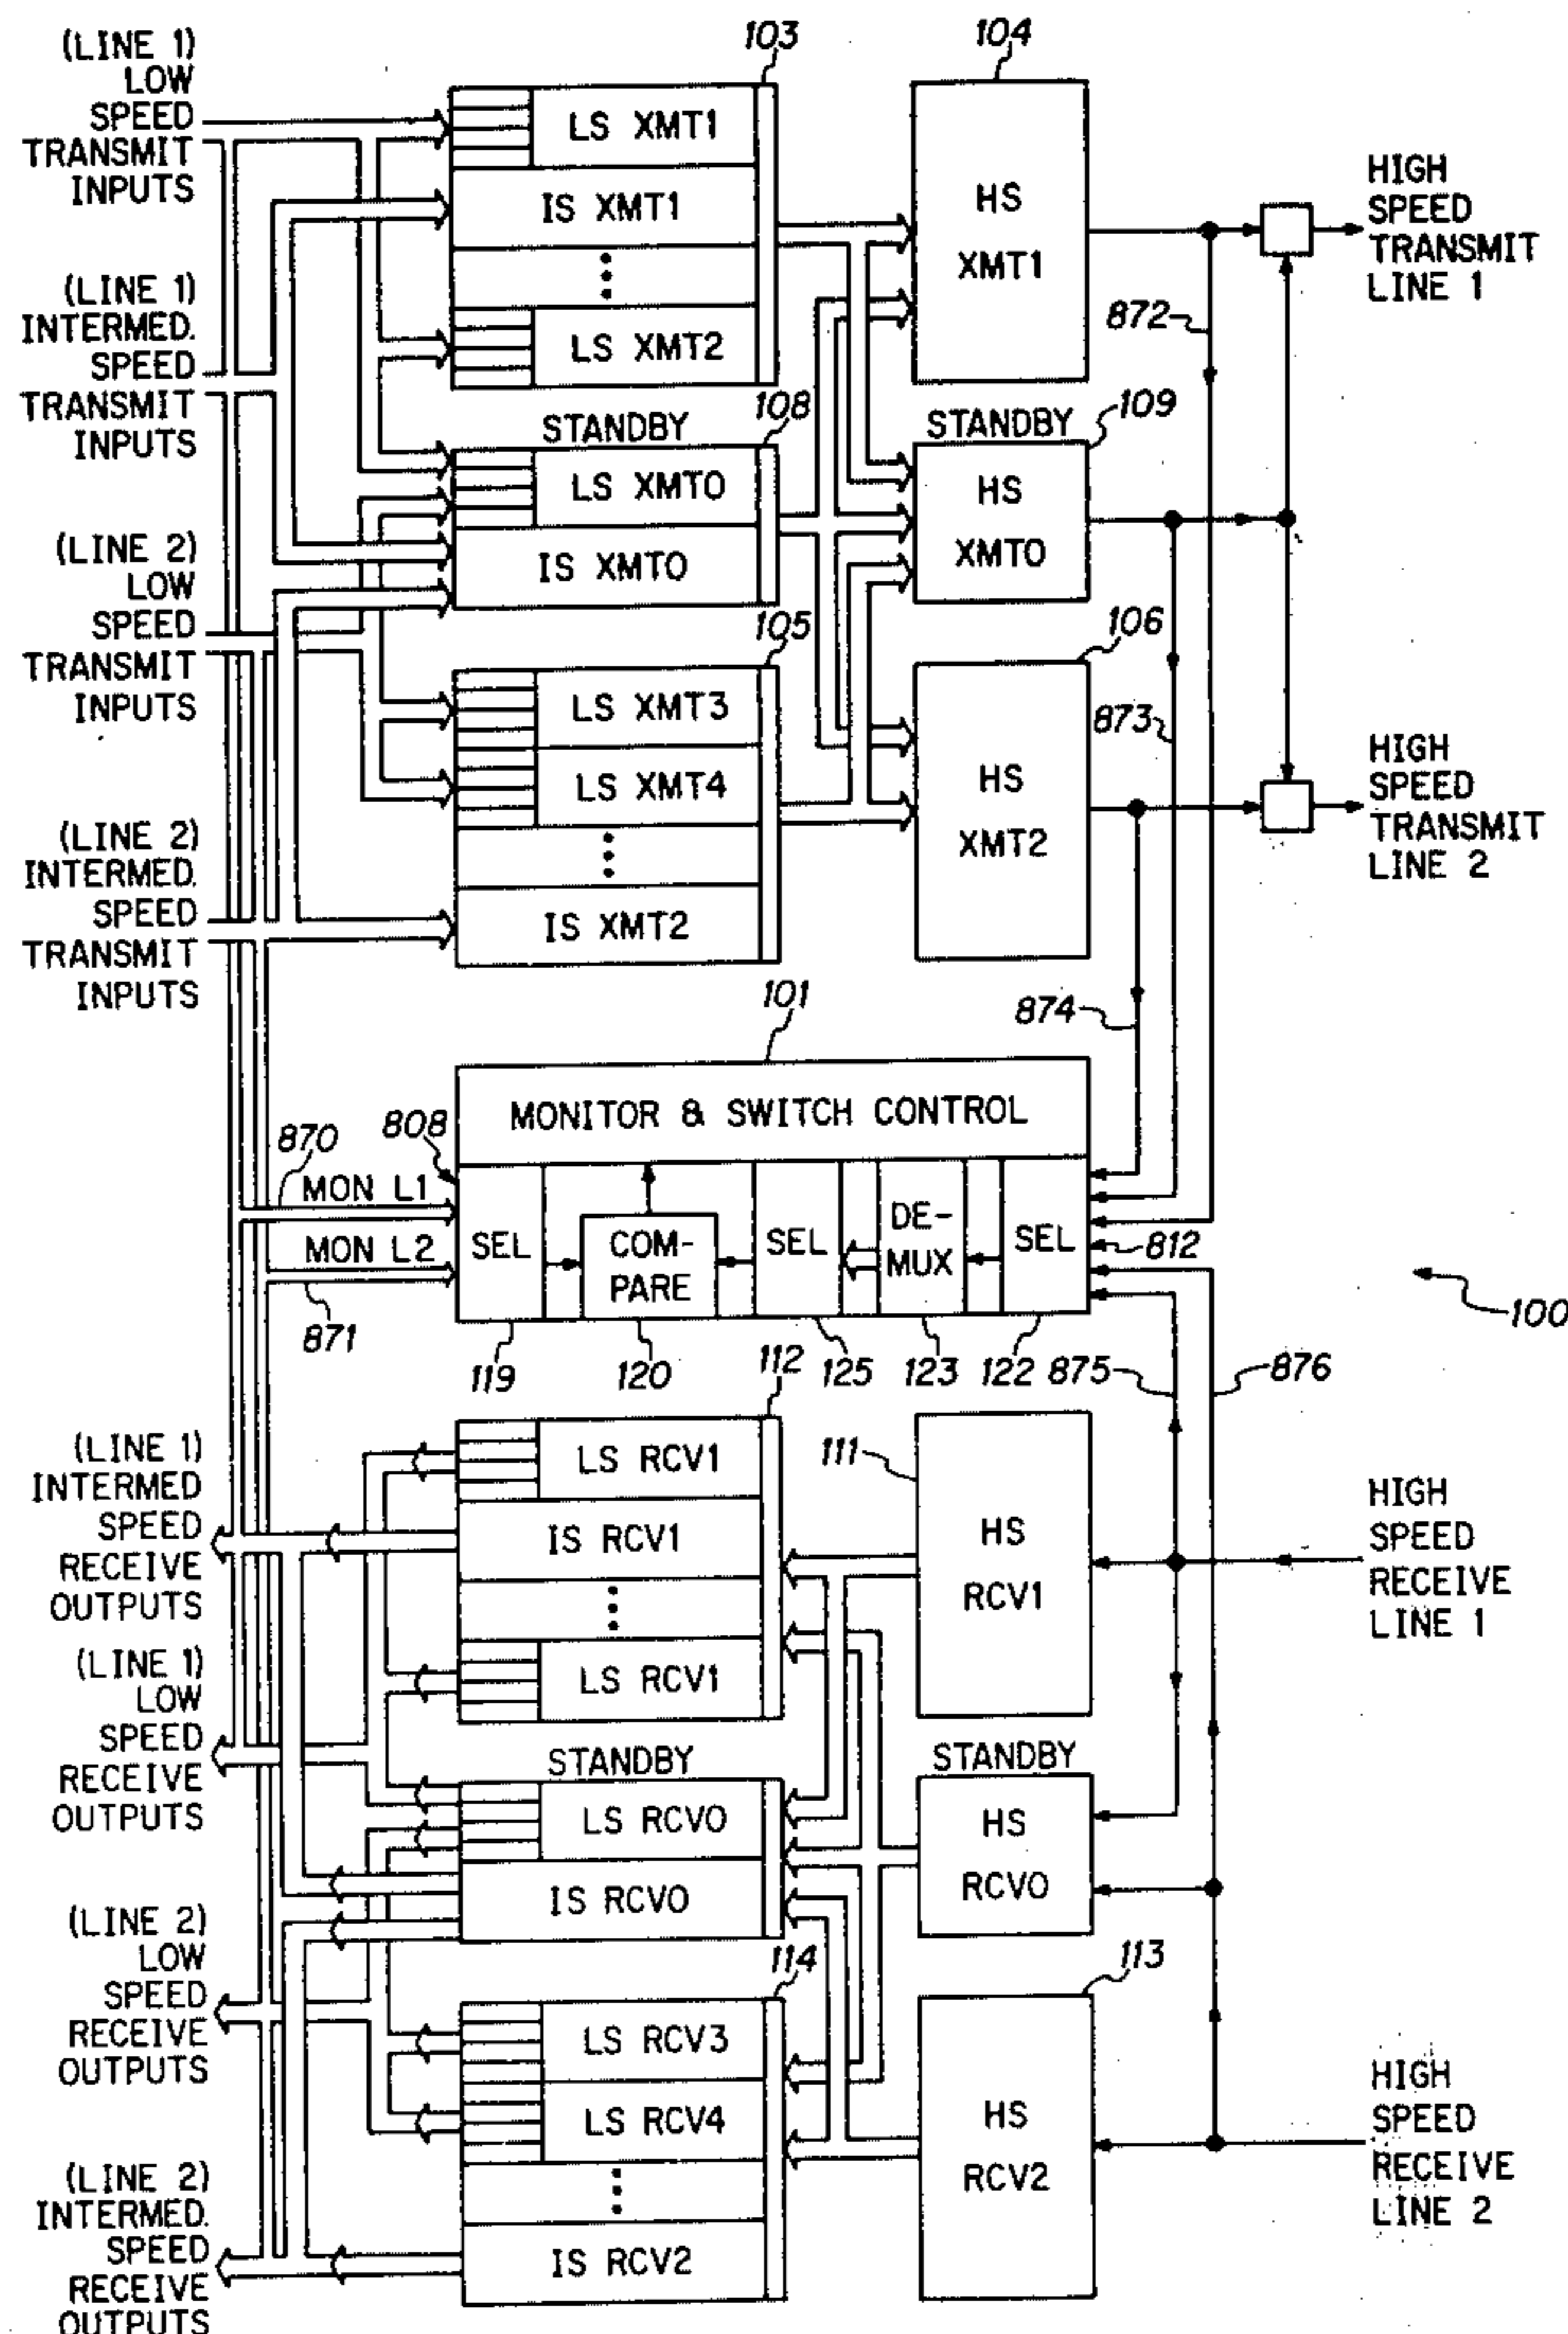 (LINE 1)
LOW
SPEED
TRANSMIT
INPUTS
(LINE 1)
INTERMED.
SPEED
TRANSMIT
INPUTS
(LINE 2)
LOW
SPEED
TRANSMIT
INPUTS
(LINE 2)
INTERMED.
SPEED
TRANSMIT
INPUTS
103
LS XMT1
IS XMT1
LS XMT2
STANDBY
108
LS XMT0
IS XMT0
105
LS XMT3
LS XMT4
IS XMT2
104
HS
XMT1
STANDBY
109
HS
XMT0
106
HS
XMT2
872
873
874
HIGH
SPEED
TRANSMIT
LINE 1
HIGH
SPEED
TRANSMIT
LINE 2
101
MONITOR & SWITCH CONTROL
870
808
MON L1
MON L2
871
SEL
COM-
PARE
SEL
DE-
MUX
SEL
812
119
120
125
123
122
100
875
876
(LINE 1)
INTERMED
SPEED
RECEIVE
OUTPUTS
(LINE 1)
LOW
SPEED
RECEIVE
OUTPUTS
(LINE 2)
LOW
SPEED
RECEIVE
OUTPUTS
(LINE 2)
INTERMED.
SPEED
RECEIVE
OUTPUTS
112
LS RCV1
IS RCV1
LS RCV1
STANDBY
LS RCV0
IS RCV0
114
LS RCV3
LS RCV4
IS RCV2
111
HS
RCV1
STANDBY
HS
RCV0
113
HS
RCV2
HIGH
SPEED
RECEIVE
LINE 1
HIGH
SPEED
RECEIVE
LINE 2